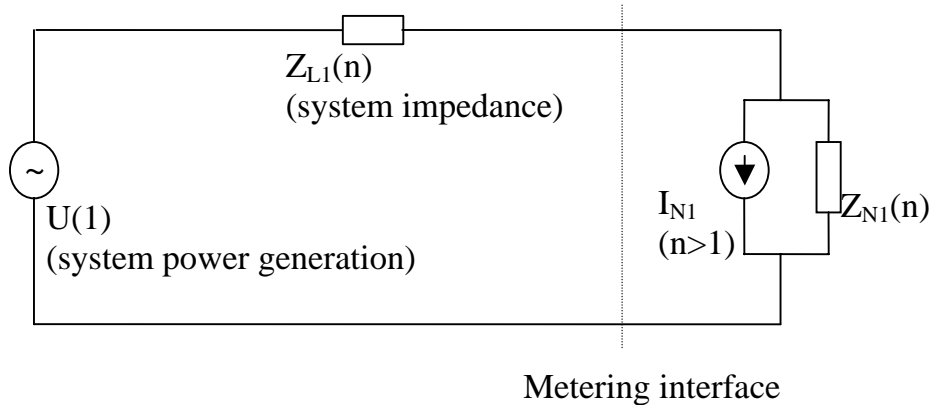 Z_L1(n)
(system impedance)
~
U(1)
(system power generation)
I_N1
(n>1)
Z_N1(n)
Metering interface